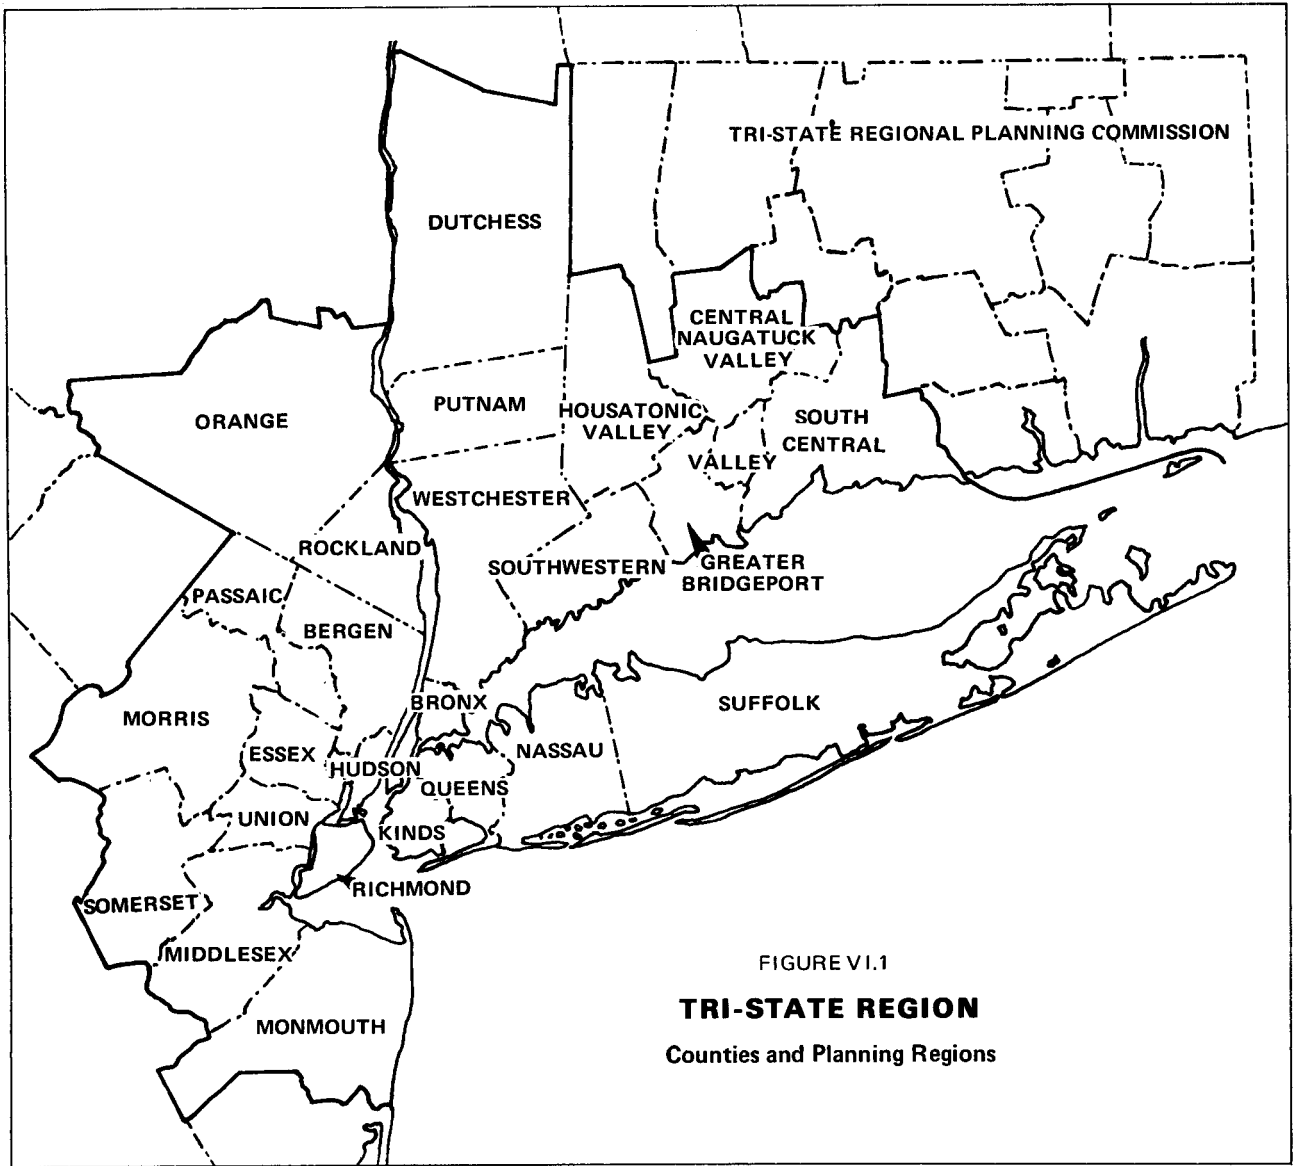 TRI-STATE REGIONAL PLANNING COMMISSION
DUTCHESS
CENTRAL
NAUGATUCK
VALLEY
ORANGE
PUTNAM
HOUSATONIC
VALLEY
SOUTH
CENTRAL
VALLEY
WESTCHESTER
ROCKLAND
SOUTHWESTERN
GREATER
BRIDGEPORT
PASSAIC
BERGEN
BRONX
SUFFOLK
MORRIS
ESSEX
NASSAU
HUDSON
QUEENS
UNION
KINDS
RICHMOND
SOMERSET
MIDDLESEX
MONMOUTH
FIGURE VI.1
TRI-STATE REGION
Counties and Planning Regions